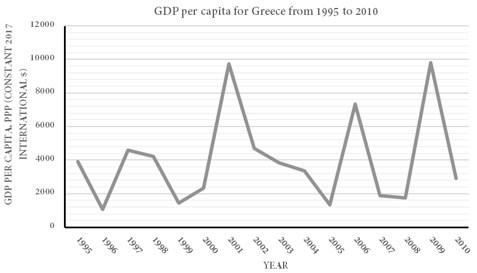 GDP per capita for Greece from 1995 to 2010
GDP PER CAPITA, PPP (CONSTANT 2017
INTERNATIONAL $)
12000
10000
8000
6000
4000
2000
0
1995 1996 1997 1998 1999 2000 2001 2002 2003 2004 2005 2006 2007 2008 2009 2010
YEAR